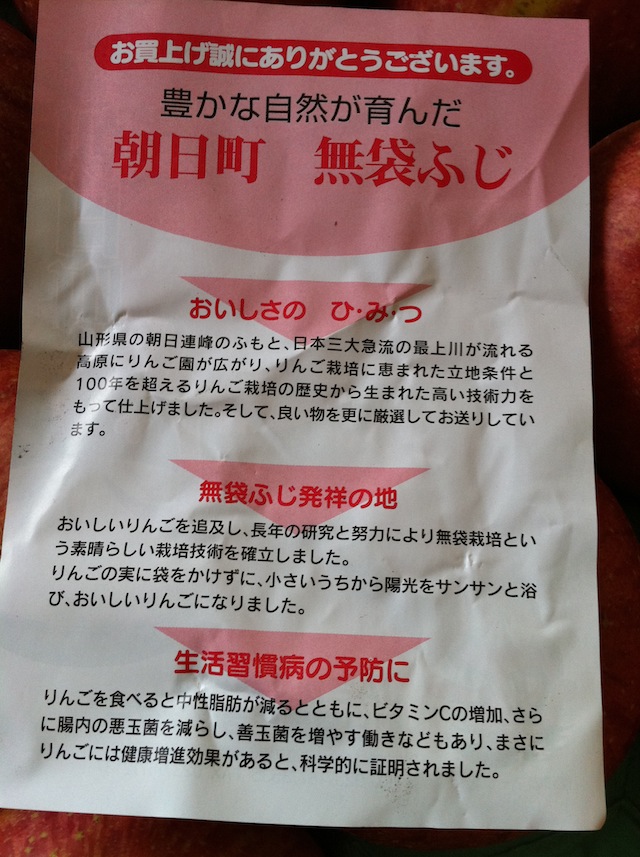 お買上げ誠にありがとうございます。
豊かな自然が育んだ
朝日町　無袋ふじ
おいしさの　ひ・み・つ
山形県の朝日連峰のふもと、日本三大急流の最上川が流れる
高原にりんご園が広がり、りんご栽培に恵まれた立地条件と
100年を超えるりんご栽培の歴史から生まれた高い技術力を
もって仕上げました。そして、良い物を更に厳選してお送りしてい
ます。
無袋ふじ発祥の地
おいしいりんごを追及し、長年の研究と努力により無袋栽培とい
う素晴らしい栽培技術を確立しました。
りんごの実に袋をかけずに、小さいうちから陽光をサンサンと浴
び、おいしいりんごになりました。
生活習慣病の予防に
りんごを食べると中性脂肪が減るとともに、ビタミンCの増加、さら
に腸内の悪玉菌を減らし、善玉菌を増やす働きなどもあり、まさに
りんごには健康増進効果があると、科学的に証明されました。